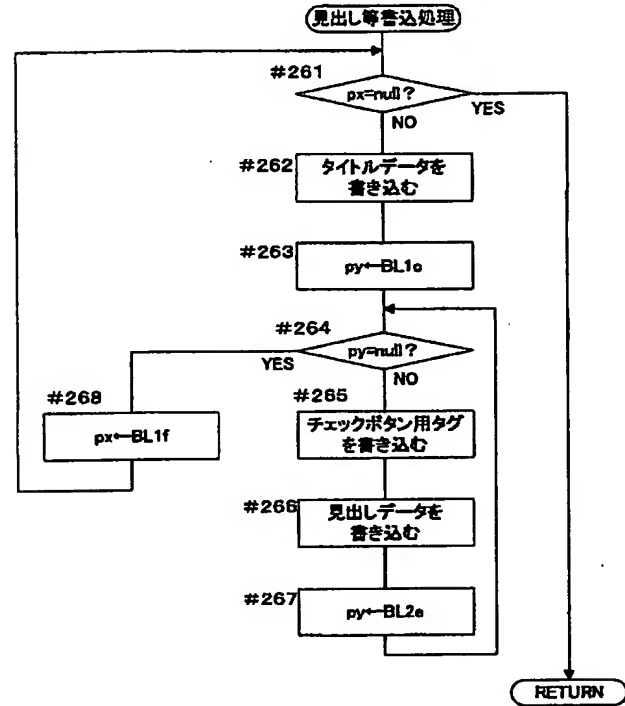 見出し等書込処理
#261
px=null?
YES
NO
#262
タイトルデータを
書き込む
#263
py←BL1c
#264
py=null?
YES
NO
#268
px←BL1f
#265
チェックボタン用タグ
を書き込む
#266
見出しデータを
書き込む
#267
py←BL2e
RETURN